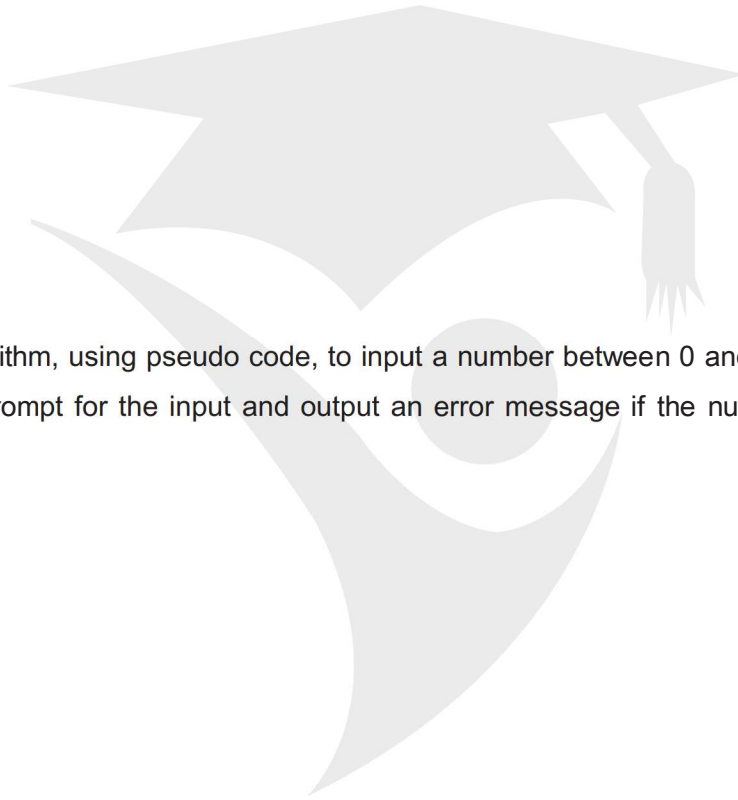 ithm, using pseudo code, to input a number between 0 and
ompt for the input and output an error message if the nu